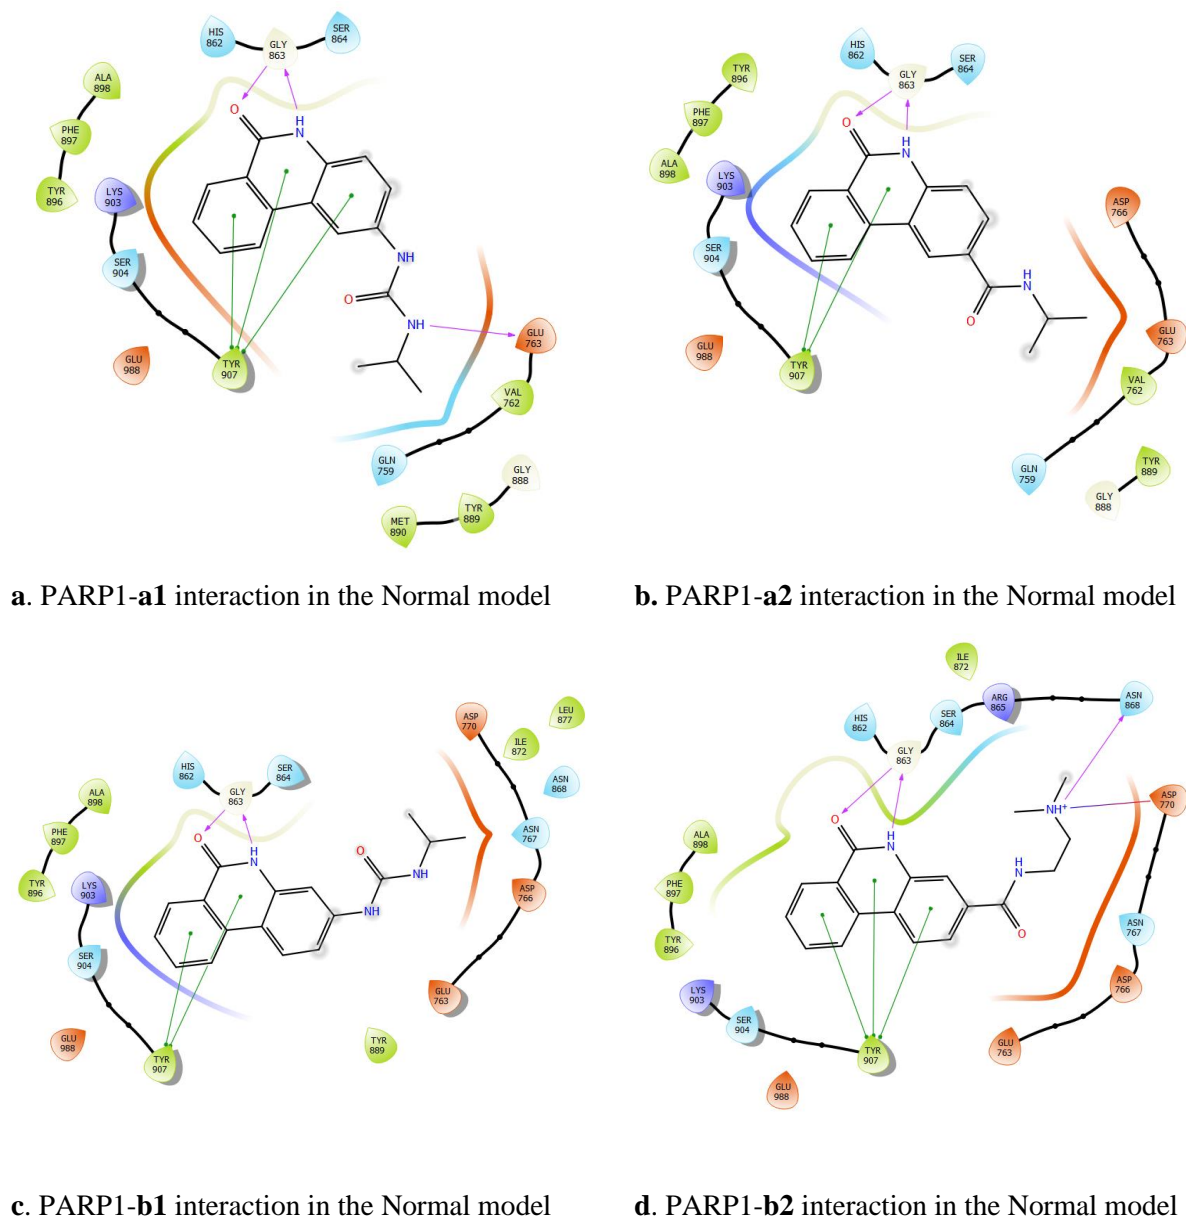 HIS
862
GLY
863
SER
864
ALA
898
PHE
897
TYR
896
LYS
903
SER
904
GLU
988
TYR
907
O
H
N
NH
O
NH
GLU
763
VAL
762
GLN
759
GLY
888
TYR
889
MET
890
a. PARP1-a1 interaction in the Normal model
HIS
862
GLY
863
SER
864
TYR
896
PHE
897
ALA
898
LYS
903
SER
904
GLU
988
TYR
907
O
NH
H
N
O
ASP
766
GLU
763
VAL
762
GLN
759
TYR
889
GLY
888
b. PARP1-a2 interaction in the Normal model
HIS
862
GLY
863
SER
864
ALA
898
PHE
897
TYR
896
LYS
903
SER
904
GLU
988
TYR
907
O
H
N
O
NH
NH
ASP
770
ILE
872
LEU
877
ASN
868
ASN
767
ASP
766
GLU
763
TYR
889
c. PARP1-b1 interaction in the Normal model
ILE
872
ARG
865
ASN
868
HIS
862
SER
864
GLY
863
ALA
898
PHE
897
TYR
896
LYS
903
SER
904
GLU
988
TYR
907
O
H
N
H
N
O
NH+
ASP
770
ASN
767
ASP
766
GLU
763
d. PARP1-b2 interaction in the Normal model